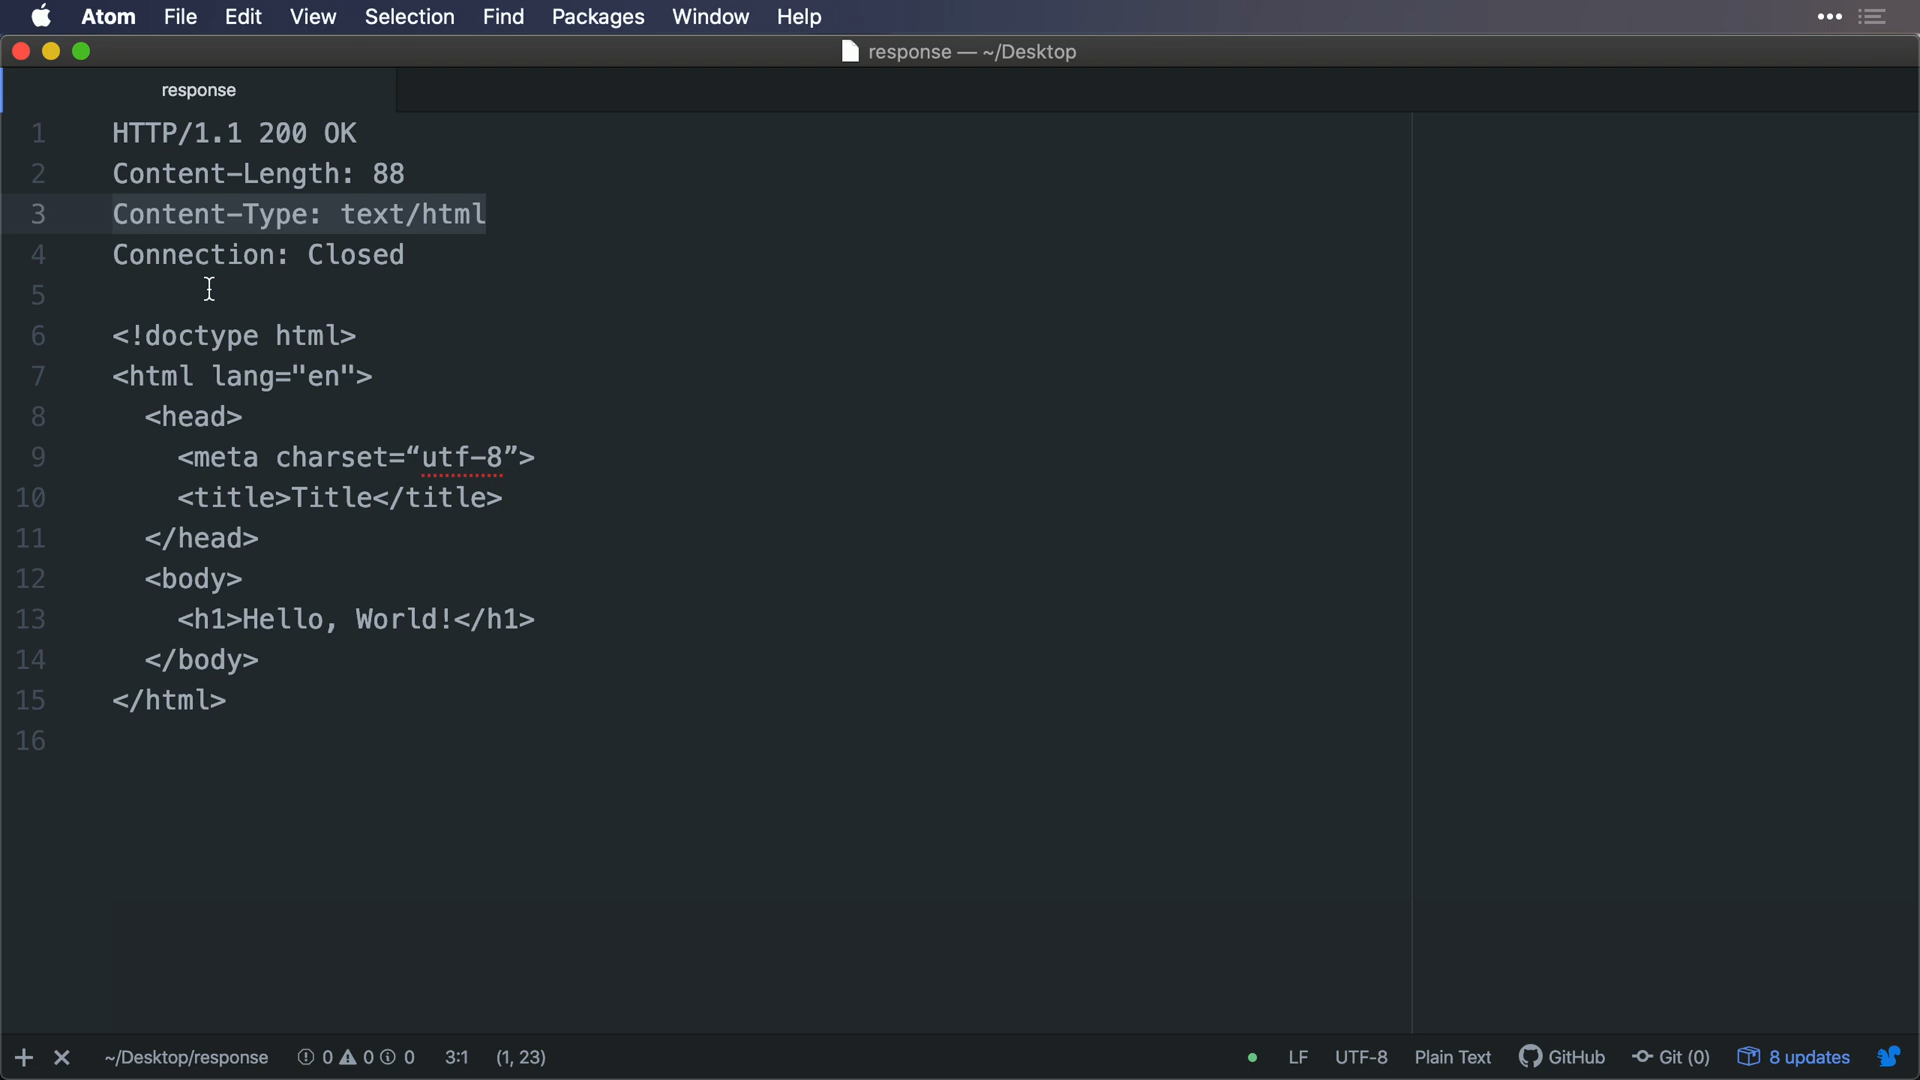 Atom File Edit View Selection Find Packages Window Help
response — ~/Desktop
response
1 HTTP/1.1 200 OK
2 Content-Length: 88
3 Content-Type: text/html
4 Connection: Closed
5
6 <!doctype html>
7 <html lang="en">
8   <head>
9     <meta charset=“utf-8”>
10     <title>Title</title>
11   </head>
12   <body>
13     <h1>Hello, World!</h1>
14   </body>
15 </html>
16
~/Desktop/response 0 0 0 3:1 (1, 23) LF UTF-8 Plain Text GitHub Git (0) 8 updates